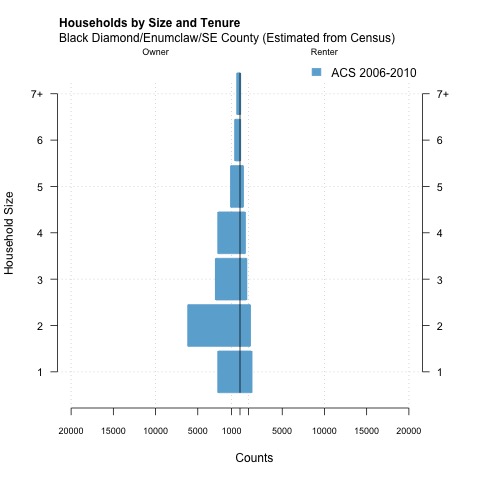 Households by Size and Tenure
Black Diamond/Enumclaw/SE County (Estimated from Census)
Owner Renter
ACS 2006-2010
7+ 7+
6 6
5 5
4 4
3 3
2 2
1 1
Household Size
20000 15000 10000 5000 1000 5000 10000 15000 20000
Counts